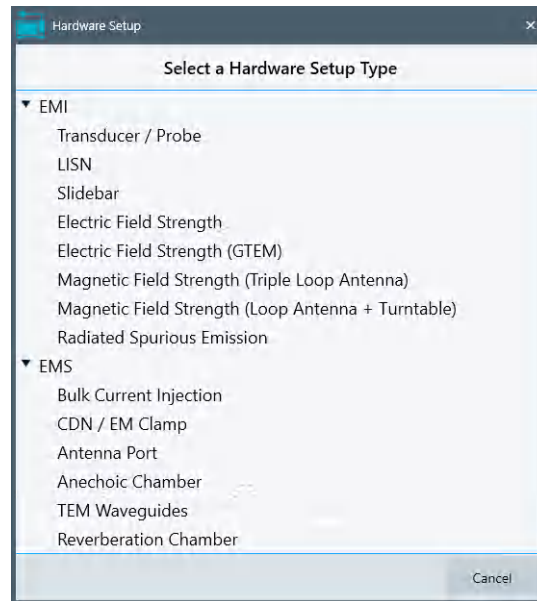 Hardware Setup
Select a Hardware Setup Type
EMI
Transducer / Probe
LISN
Slidebar
Electric Field Strength
Electric Field Strength (GTEM)
Magnetic Field Strength (Triple Loop Antenna)
Magnetic Field Strength (Loop Antenna + Turntable)
Radiated Spurious Emission
EMS
Bulk Current Injection
CDN / EM Clamp
Antenna Port
Anechoic Chamber
TEM Waveguides
Reverberation Chamber
Cancel